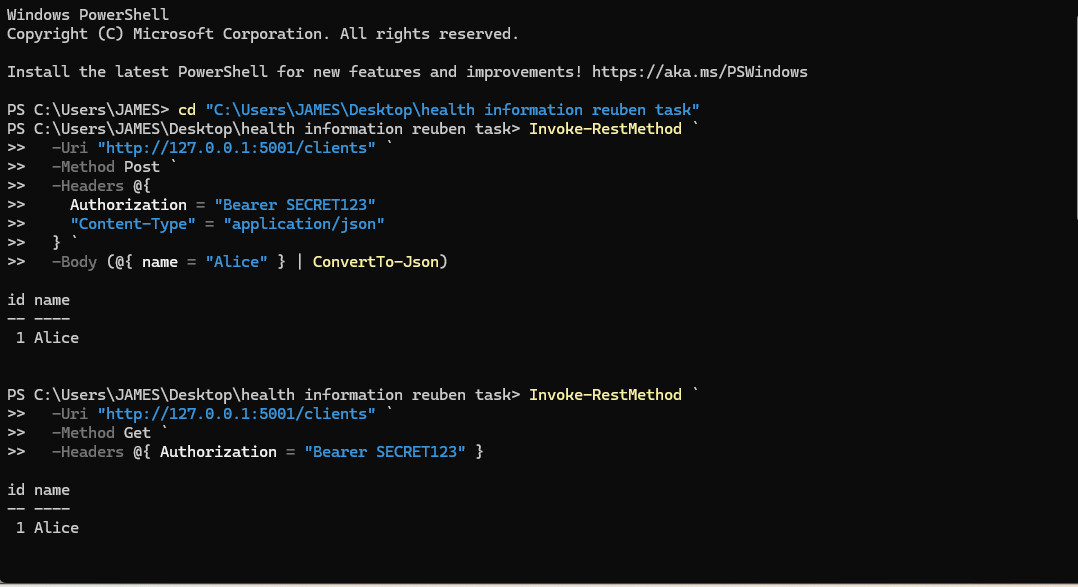 Windows PowerShell
Copyright (C) Microsoft Corporation. All rights reserved.
Install the latest PowerShell for new features and improvements! https://aka.ms/PSWindows
PS C:\Users\JAMES> cd "C:\Users\JAMES\Desktop\health information reuben task"
PS C:\Users\JAMES\Desktop\health information reuben task> Invoke-RestMethod `
>>   -Uri "http://127.0.0.1:5001/clients" `
>>   -Method Post `
>>   -Headers @{
>>     Authorization = "Bearer SECRET123"
>>     "Content-Type" = "application/json"
>>   } `
>>   -Body (@{ name = "Alice" } | ConvertTo-Json)
id name
-- ----
 1 Alice
PS C:\Users\JAMES\Desktop\health information reuben task> Invoke-RestMethod `
>>   -Uri "http://127.0.0.1:5001/clients" `
>>   -Method Get `
>>   -Headers @{ Authorization = "Bearer SECRET123" }
id name
-- ----
 1 Alice